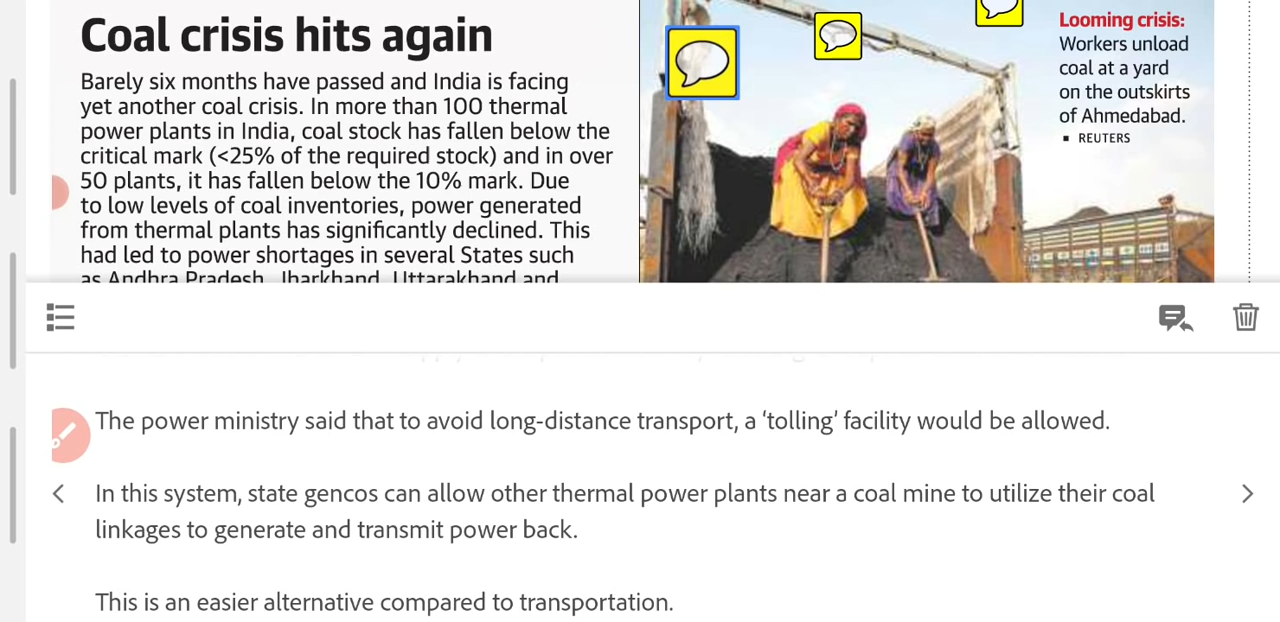 Coal crisis hits again
Barely six months have passed and India is facing
yet another coal crisis. In more than 100 thermal
power plants in India, coal stock has fallen below the
critical mark (<25% of the required stock) and in over
50 plants, it has fallen below the 10% mark. Due
to low levels of coal inventories, power generated
from thermal plants has significantly declined. This
had led to power shortages in several States such
as Andhra Pradesh, Jharkhand, Uttarakhand and
Looming crisis:
Workers unload
coal at a yard
on the outskirts
of Ahmedabad.
▪ REUTERS
The power ministry said that to avoid long-distance transport, a ‘tolling’ facility would be allowed.
In this system, state gencos can allow other thermal power plants near a coal mine to utilize their coal
linkages to generate and transmit power back.
This is an easier alternative compared to transportation.